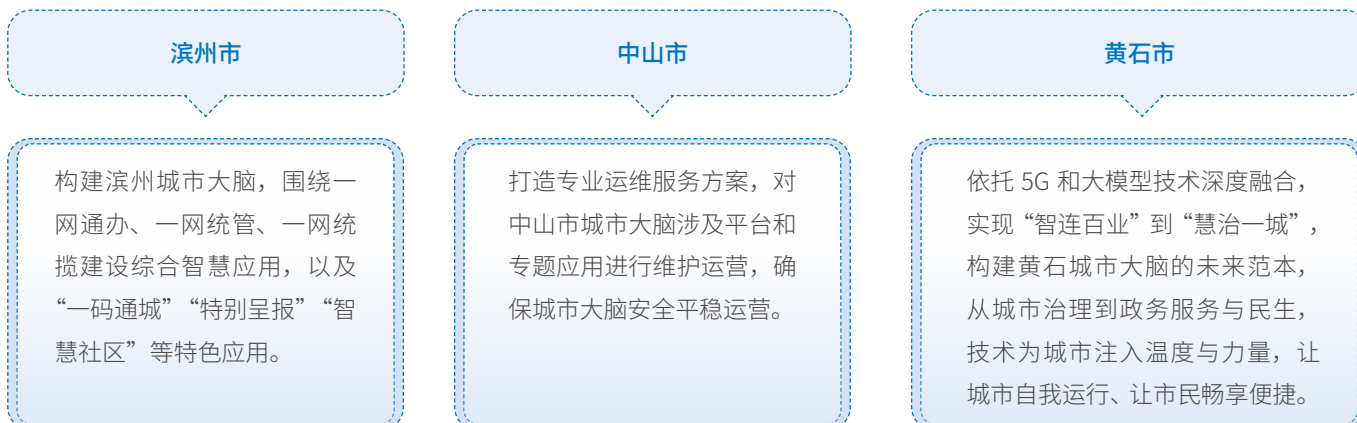 滨州市
构建滨州城市大脑，围绕一
网通办、一网统管、一网统
揽建设综合智慧应用，以及
“一码通城”“特别呈报”“智
慧社区”等特色应用。
中山市
打造专业运维服务方案，对
中山市城市大脑涉及平台和
专题应用进行维护运营，确
保城市大脑安全平稳运营。
黄石市
依托 5G 和大模型技术深度融合，
实现“智连百业”到“慧治一城”，
构建黄石城市大脑的未来范本，
从城市治理到政务服务与民生，
技术为城市注入温度与力量，让
城市自我运行、让市民畅享便捷。